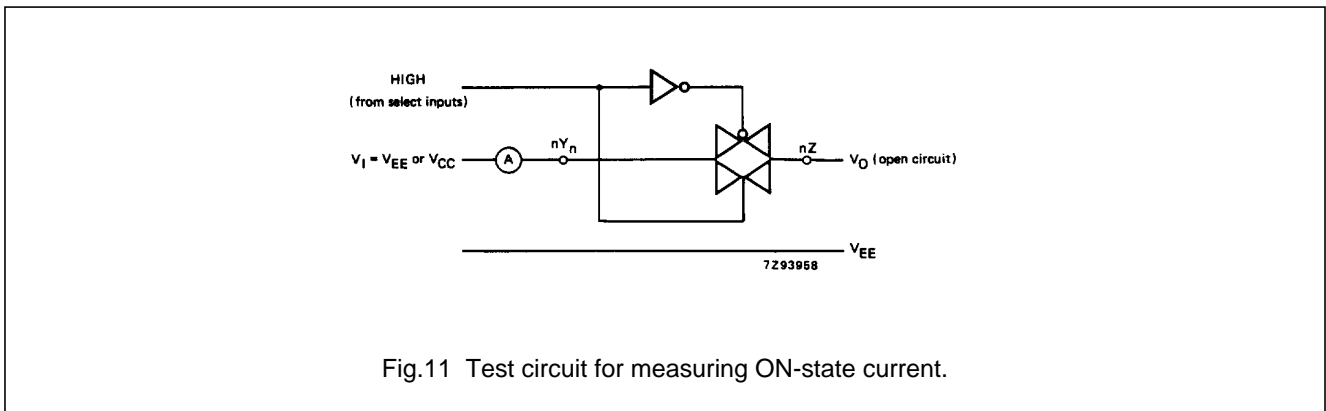 HIGH
(from select inputs)
V_I = V_EE or V_CC
A
nY_n
nZ
V_O (open circuit)
V_EE
7Z93958
Fig.11 Test circuit for measuring ON-state current.